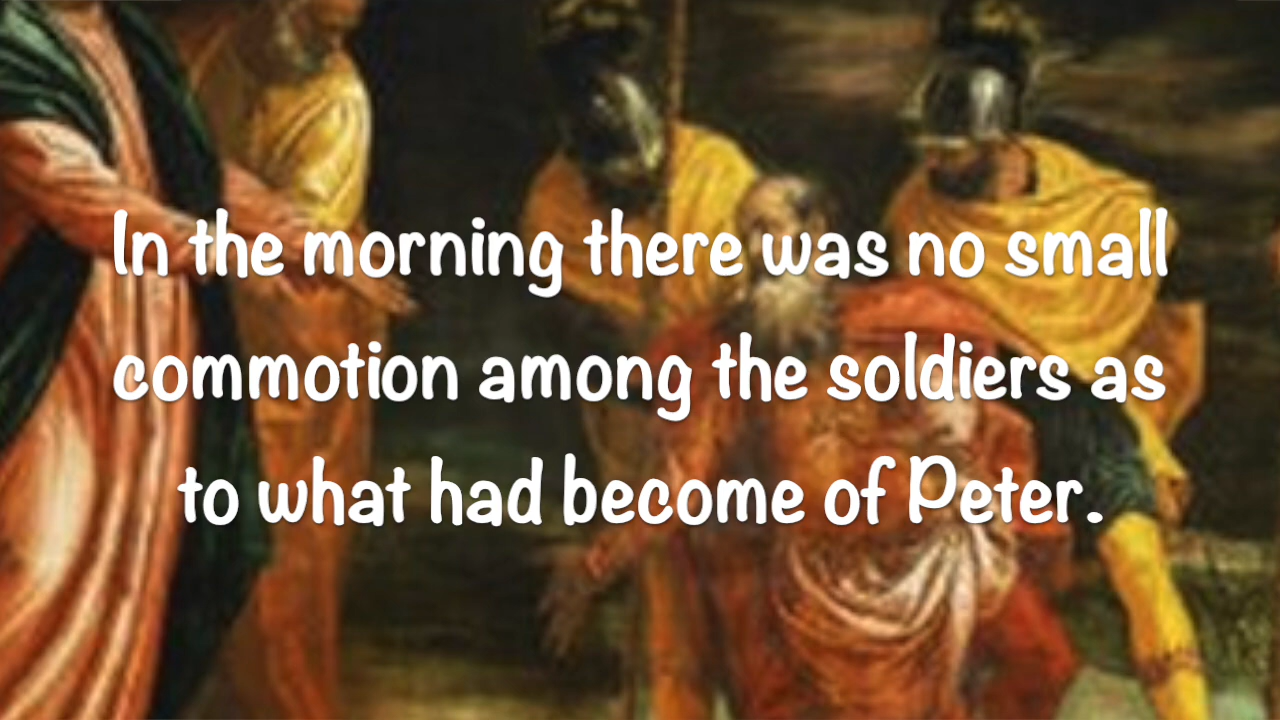 In the morning there was no small
commotion among the soldiers as
to what had become of Peter.